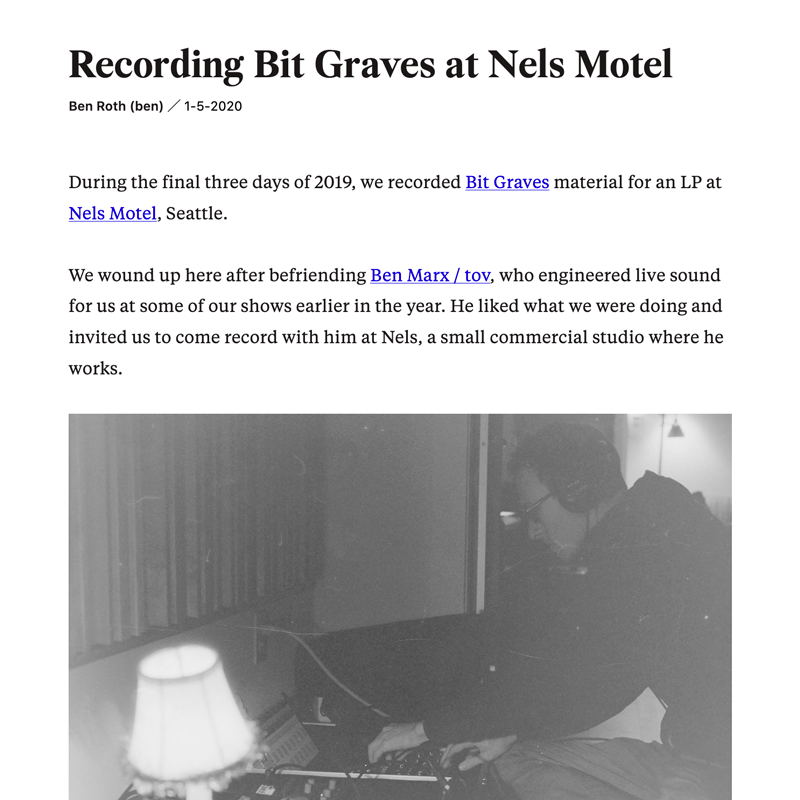 Recording Bit Graves at Nels Motel
Ben Roth (ben) ⁄ 1-5-2020
During the final three days of 2019, we recorded Bit Graves material for an LP at
Nels Motel, Seattle.
We wound up here after befriending Ben Marx / tov, who engineered live sound
for us at some of our shows earlier in the year. He liked what we were doing and
invited us to come record with him at Nels, a small commercial studio where he
works.